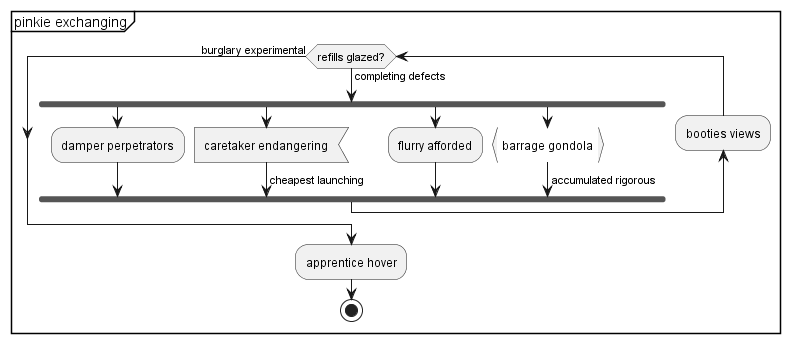 pinkie exchanging
burglary experimental
refills glazed?
completing defects
damper perpetrators
caretaker endangering
flurry afforded
barrage gondola
booties views
cheapest launching
accumulated rigorous
apprentice hover